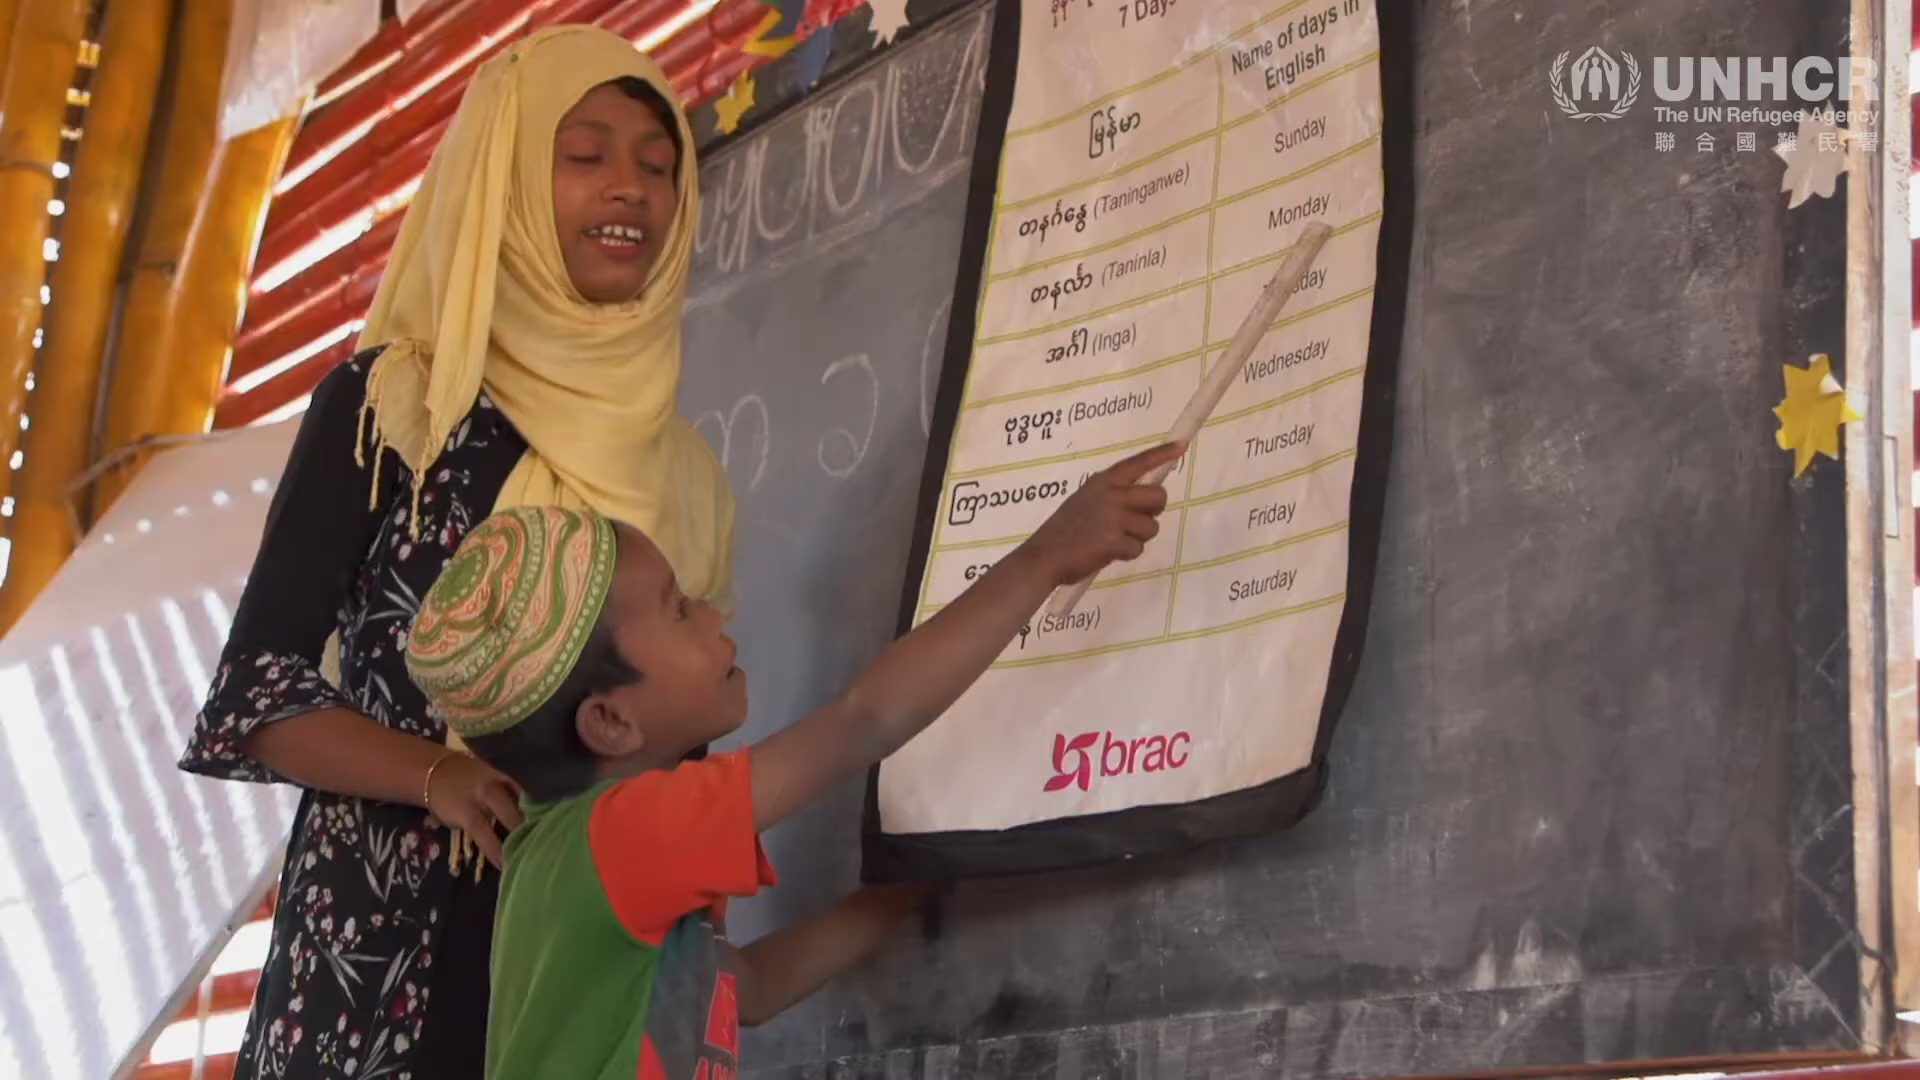 7 Days
Name of days in
English
မြန်မာ
Sunday
တနင်္ဂနွေ (Taninganwe)
Monday
တနင်္လာ (Taninla)
အင်္ဂါ (Inga)
Wednesday
ဗုဒ္ဓဟူး (Boddahu)
Thursday
ကြာသပတေး
Friday
Saturday
(Sanay)
brac
UNHCR
The UN Refugee Agency
聯合國難民署